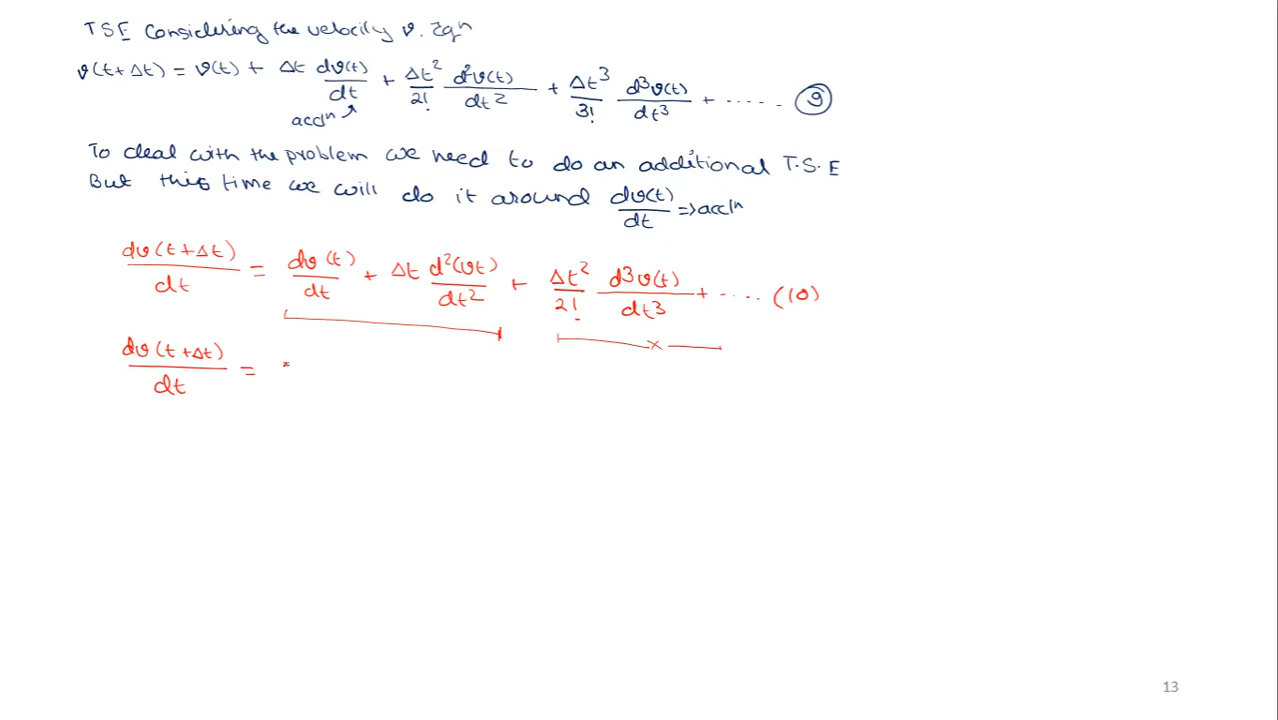 TSE Considering the velocity v. Eqn
v(t+Δt) = v(t) + Δt dv(t)/dt + Δt²/2! d²v(t)/dt² + Δt³/3! d³v(t)/dt³ + ..... 9
accln
To deal with the problem we need to do an additional T.S.E
But this time we will do it around dv(t)/dt => accln
dv(t+Δt)/dt = dv(t)/dt + Δt d²(vt)/dt² + Δt²/2! d³v(t)/dt³ + .... (10)
x
dv(t+Δt)/dt =
13